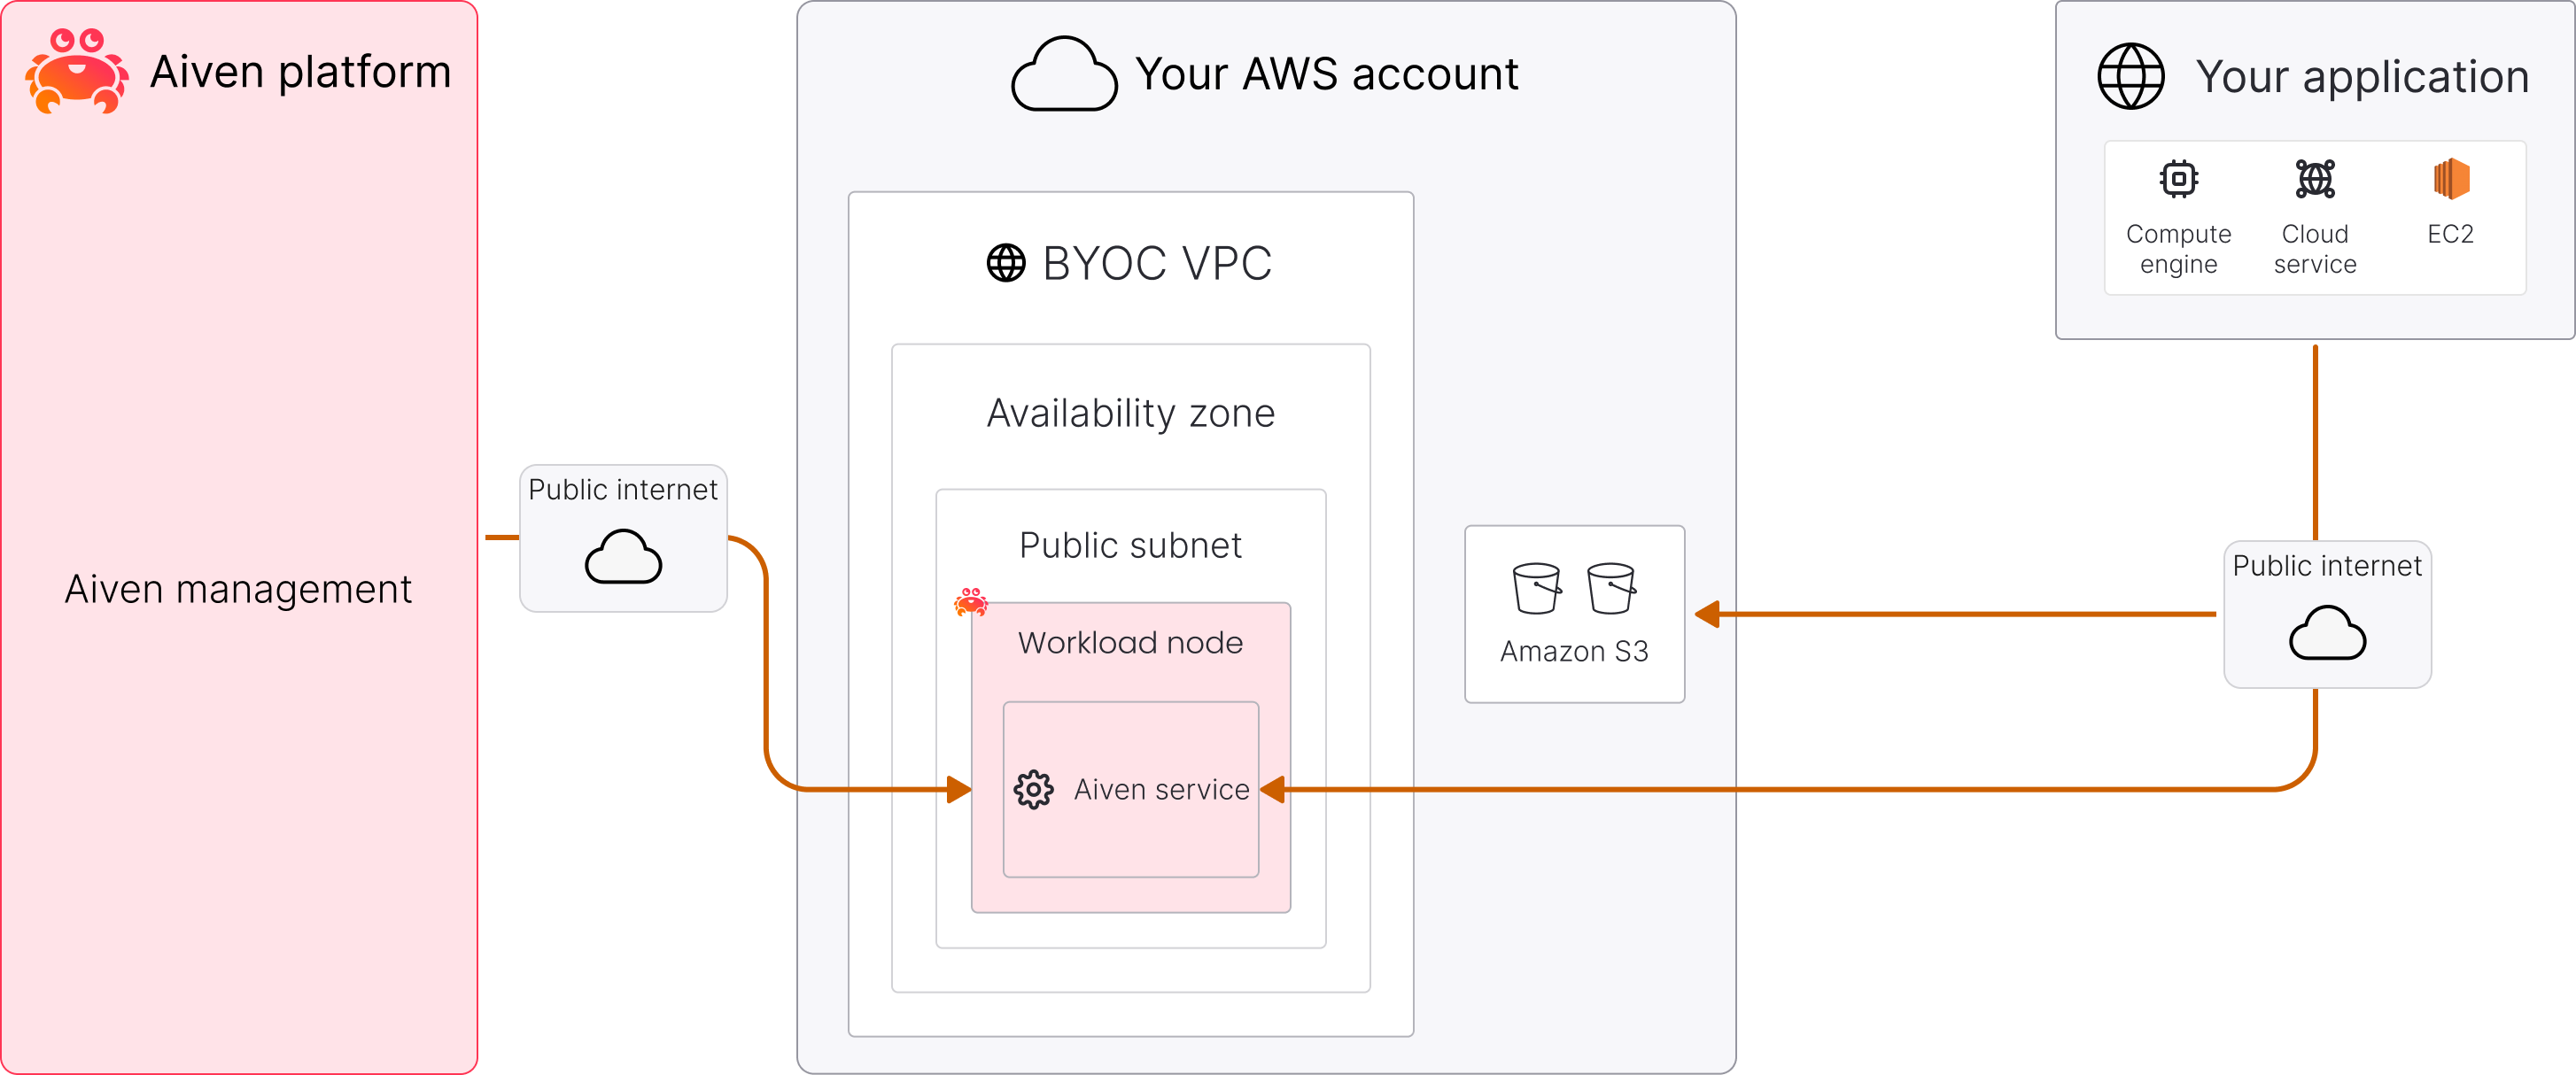 Aiven platform
Aiven management
Public internet
Your AWS account
BYOC VPC
Availability zone
Public subnet
Workload node
Aiven service
Amazon S3
Your application
Compute
engine
Cloud
service
EC2
Public internet